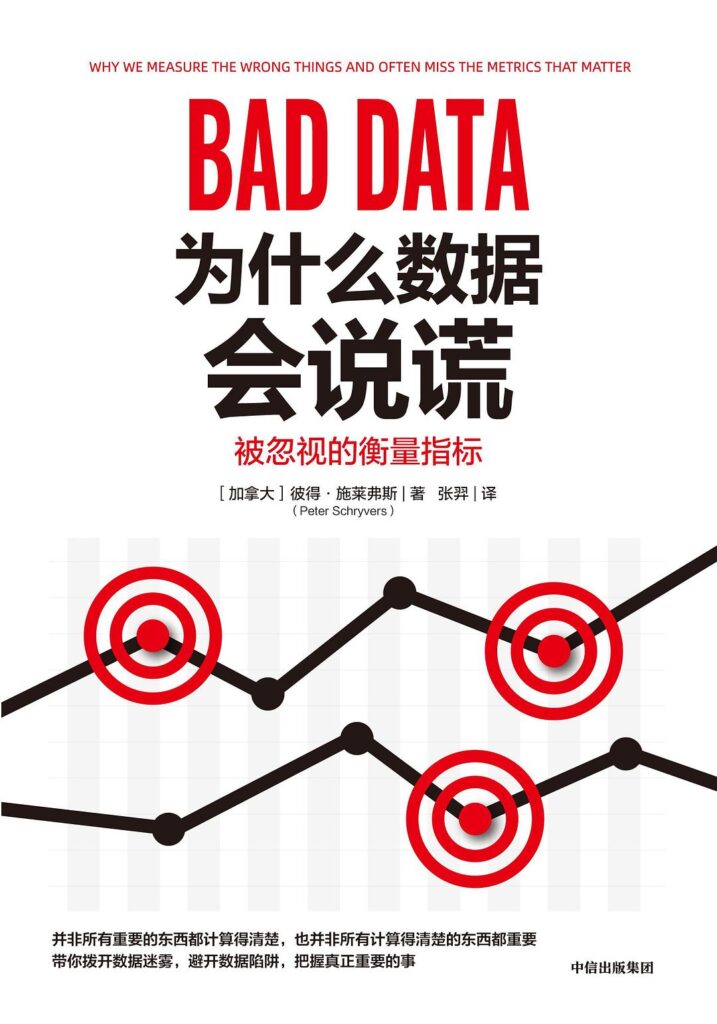 WHY WE MEASURE THE WRONG THINGS AND OFTEN MISS THE METRICS THAT MATTER
BAD DATA
为什么数据
会说谎
被忽视的衡量指标
[加拿大] 彼得·施莱弗斯|著 张羿|译
(Peter Schryvers)
并非所有重要的东西都计算得清楚，也并非所有计算得清楚的东西都重要
带你拨开数据迷雾，避开数据陷阱，把握真正重要的事
中信出版集团